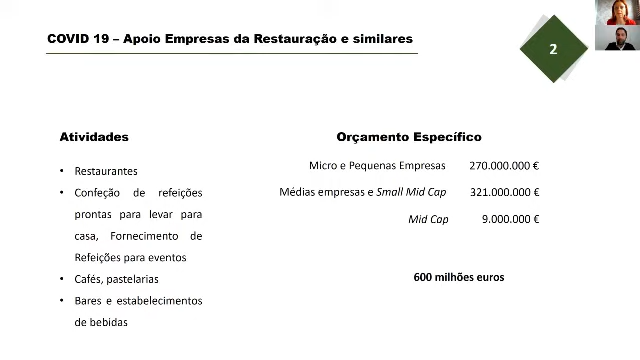 COVID 19 – Apoio Empresas da Restauração e similares
2
Atividades
• Restaurantes
• Confeção de refeições
prontas para levar para
casa, Fornecimento de
Refeições para eventos
• Cafés, pastelarias
• Bares e estabelecimentos
de bebidas
Orçamento Específico
Micro e Pequenas Empresas 270.000.000 €
Médias empresas e Small Mid Cap 321.000.000 €
Mid Cap 9.000.000 €
600 milhões euros